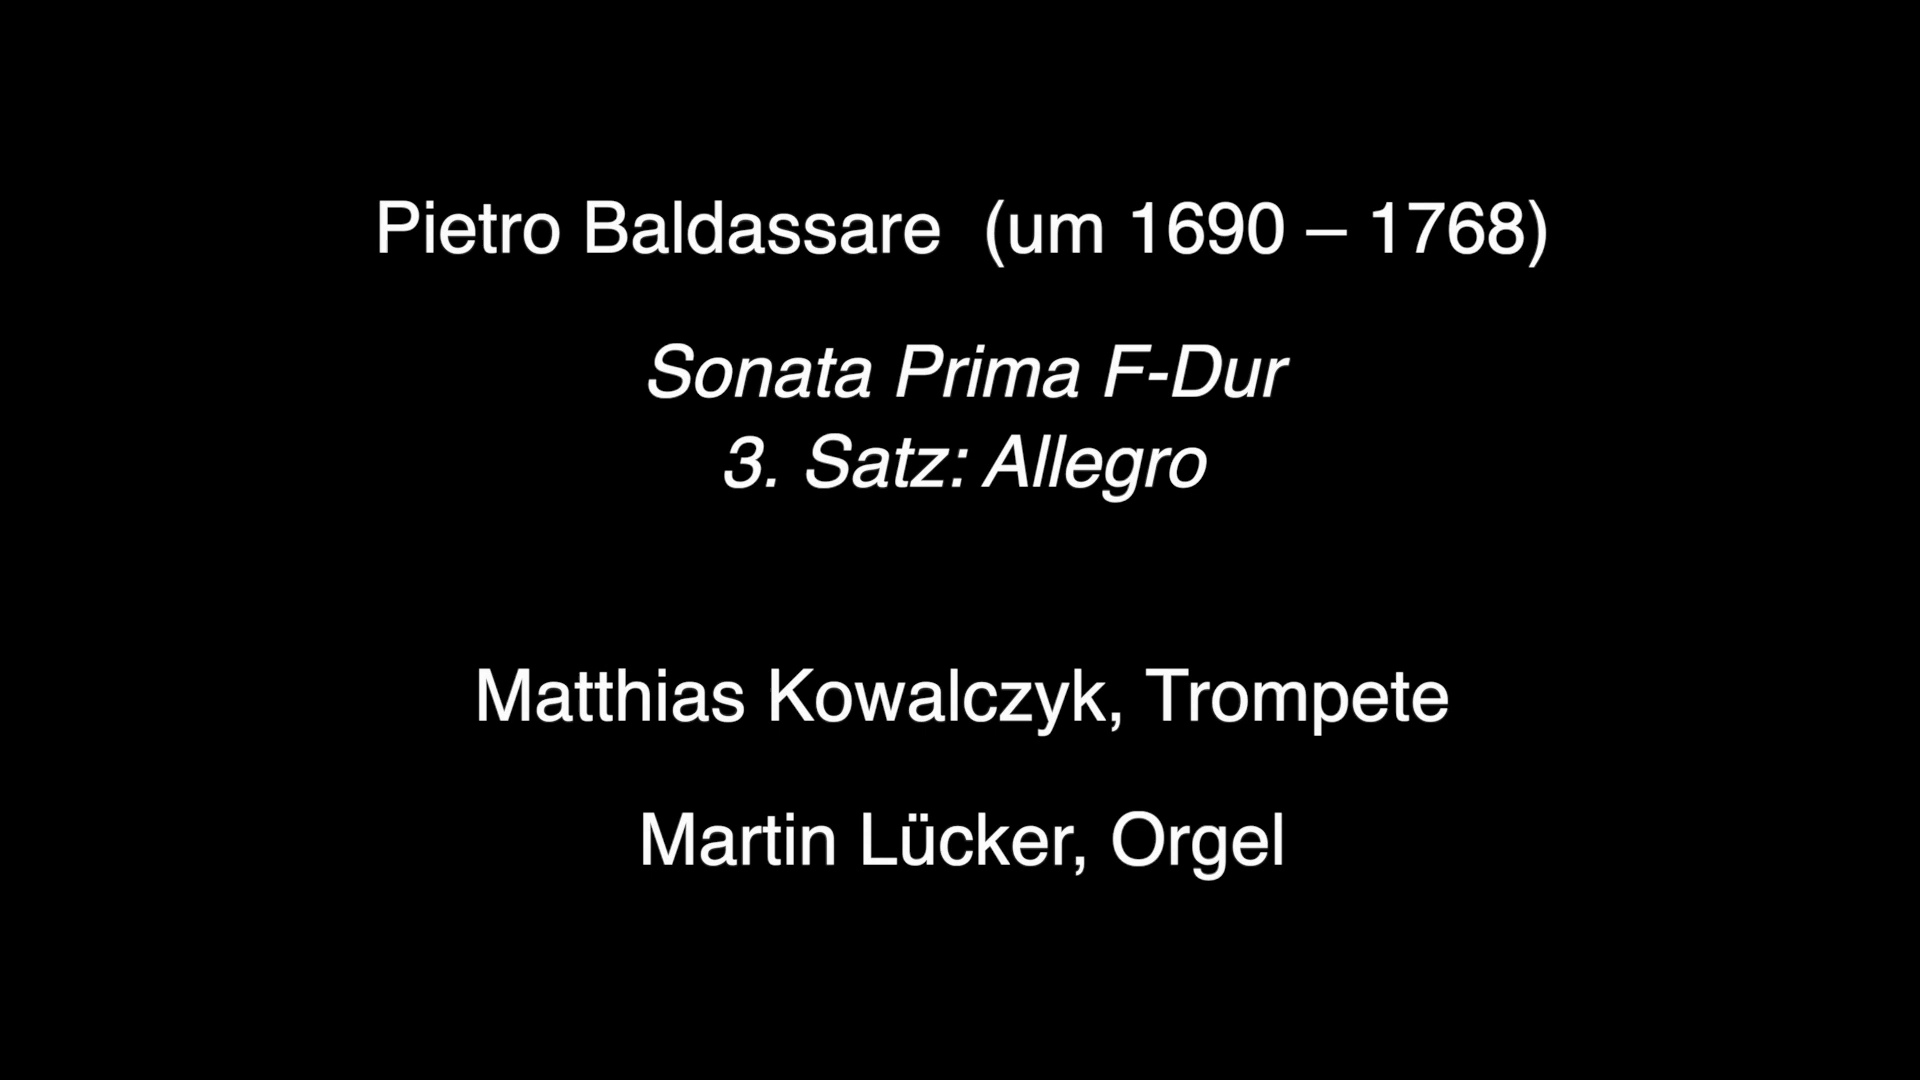 Pietro Baldassare  (um 1690 – 1768)
Sonata Prima F-Dur
3. Satz: Allegro
Matthias Kowalczyk, Trompete
Martin Lücker, Orgel